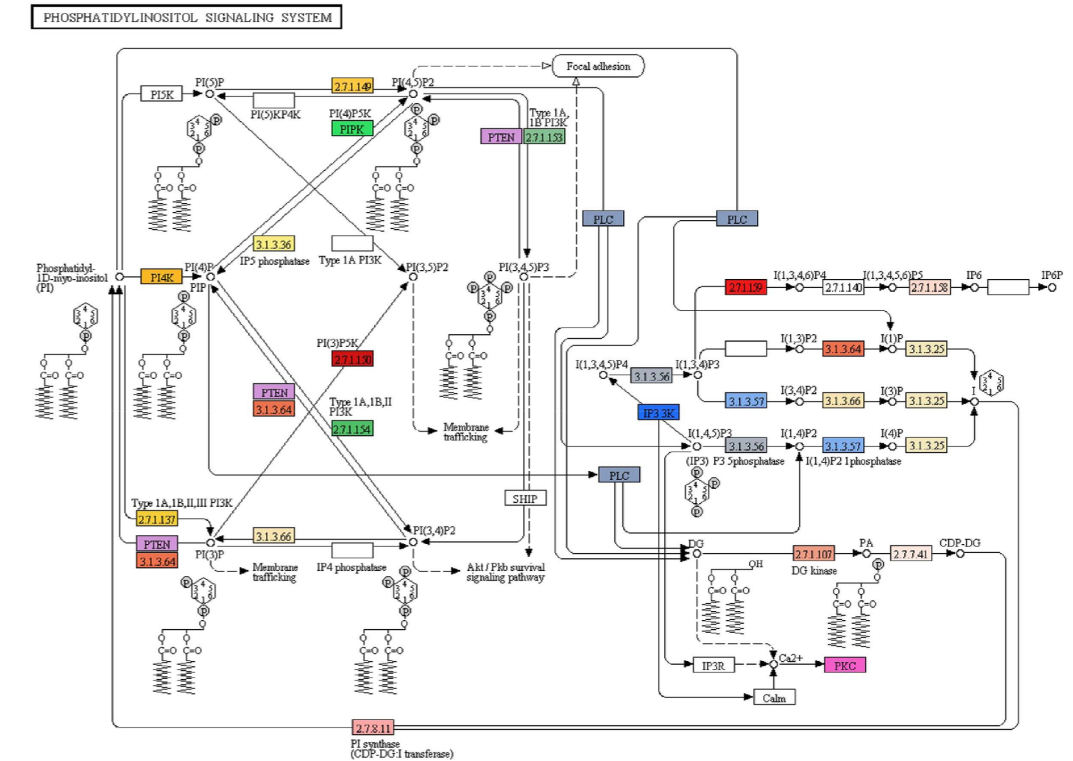 PHOSPHATIDYLINOSITOL SIGNALING SYSTEM
Focal adhesion
PI5K
PI(5)P
2.7.1.149
PI(4,5)P2
PI(5)KP4K
PI(4)P5K
PIPK
Type 1A,
1B PI3K
PTEN
2.7.1.153
PLC
PLC
3.1.3.36
IP5 phosphatase
Type 1A PI3K
Phosphatidyl-
1D-myo-inositol
(PI)
PI4K
PI(4)P
PIP
PI(3,5)P2
PI(3,4,5)P3
PI(3)P5K
2.7.1.150
PTEN
3.1.3.64
Type 1A,1B,II
PI3K
2.7.1.154
Membrane
trafficking
I(1,3,4,6)P4
I(1,3,4,5,6)P5
IP6
IP6P
2.7.1.159
2.7.1.140
2.7.1.158
I(1,3)P2
I(1)P
3.1.3.64
3.1.3.25
I(1,3,4,5)P4
I(1,3,4)P3
3.1.3.56
I(3,4)P2
I(3)P
I
3.1.3.57
3.1.3.66
3.1.3.25
IP3 3K
I(1,4,5)P3
I(1,4)P2
I(4)P
3.1.3.56
3.1.3.57
3.1.3.25
(IP3) P3 5phosphatase
I(1,4)P2 1phosphatase
PLC
SHIP
Type 1A,1B,II,III PI3K
2.7.1.137
PTEN
3.1.3.64
PI(3)P
3.1.3.66
PI(3,4)P2
IP4 phosphatase
Membrane
trafficking
Akt / Pkb survival
signaling pathway
DG
2.7.1.107
DG kinase
PA
2.7.7.41
CDP-DG
OH
IP3R
Ca2+
PKC
Calm
2.7.8.11
PI synthase
(CDP-DG:I transferase)